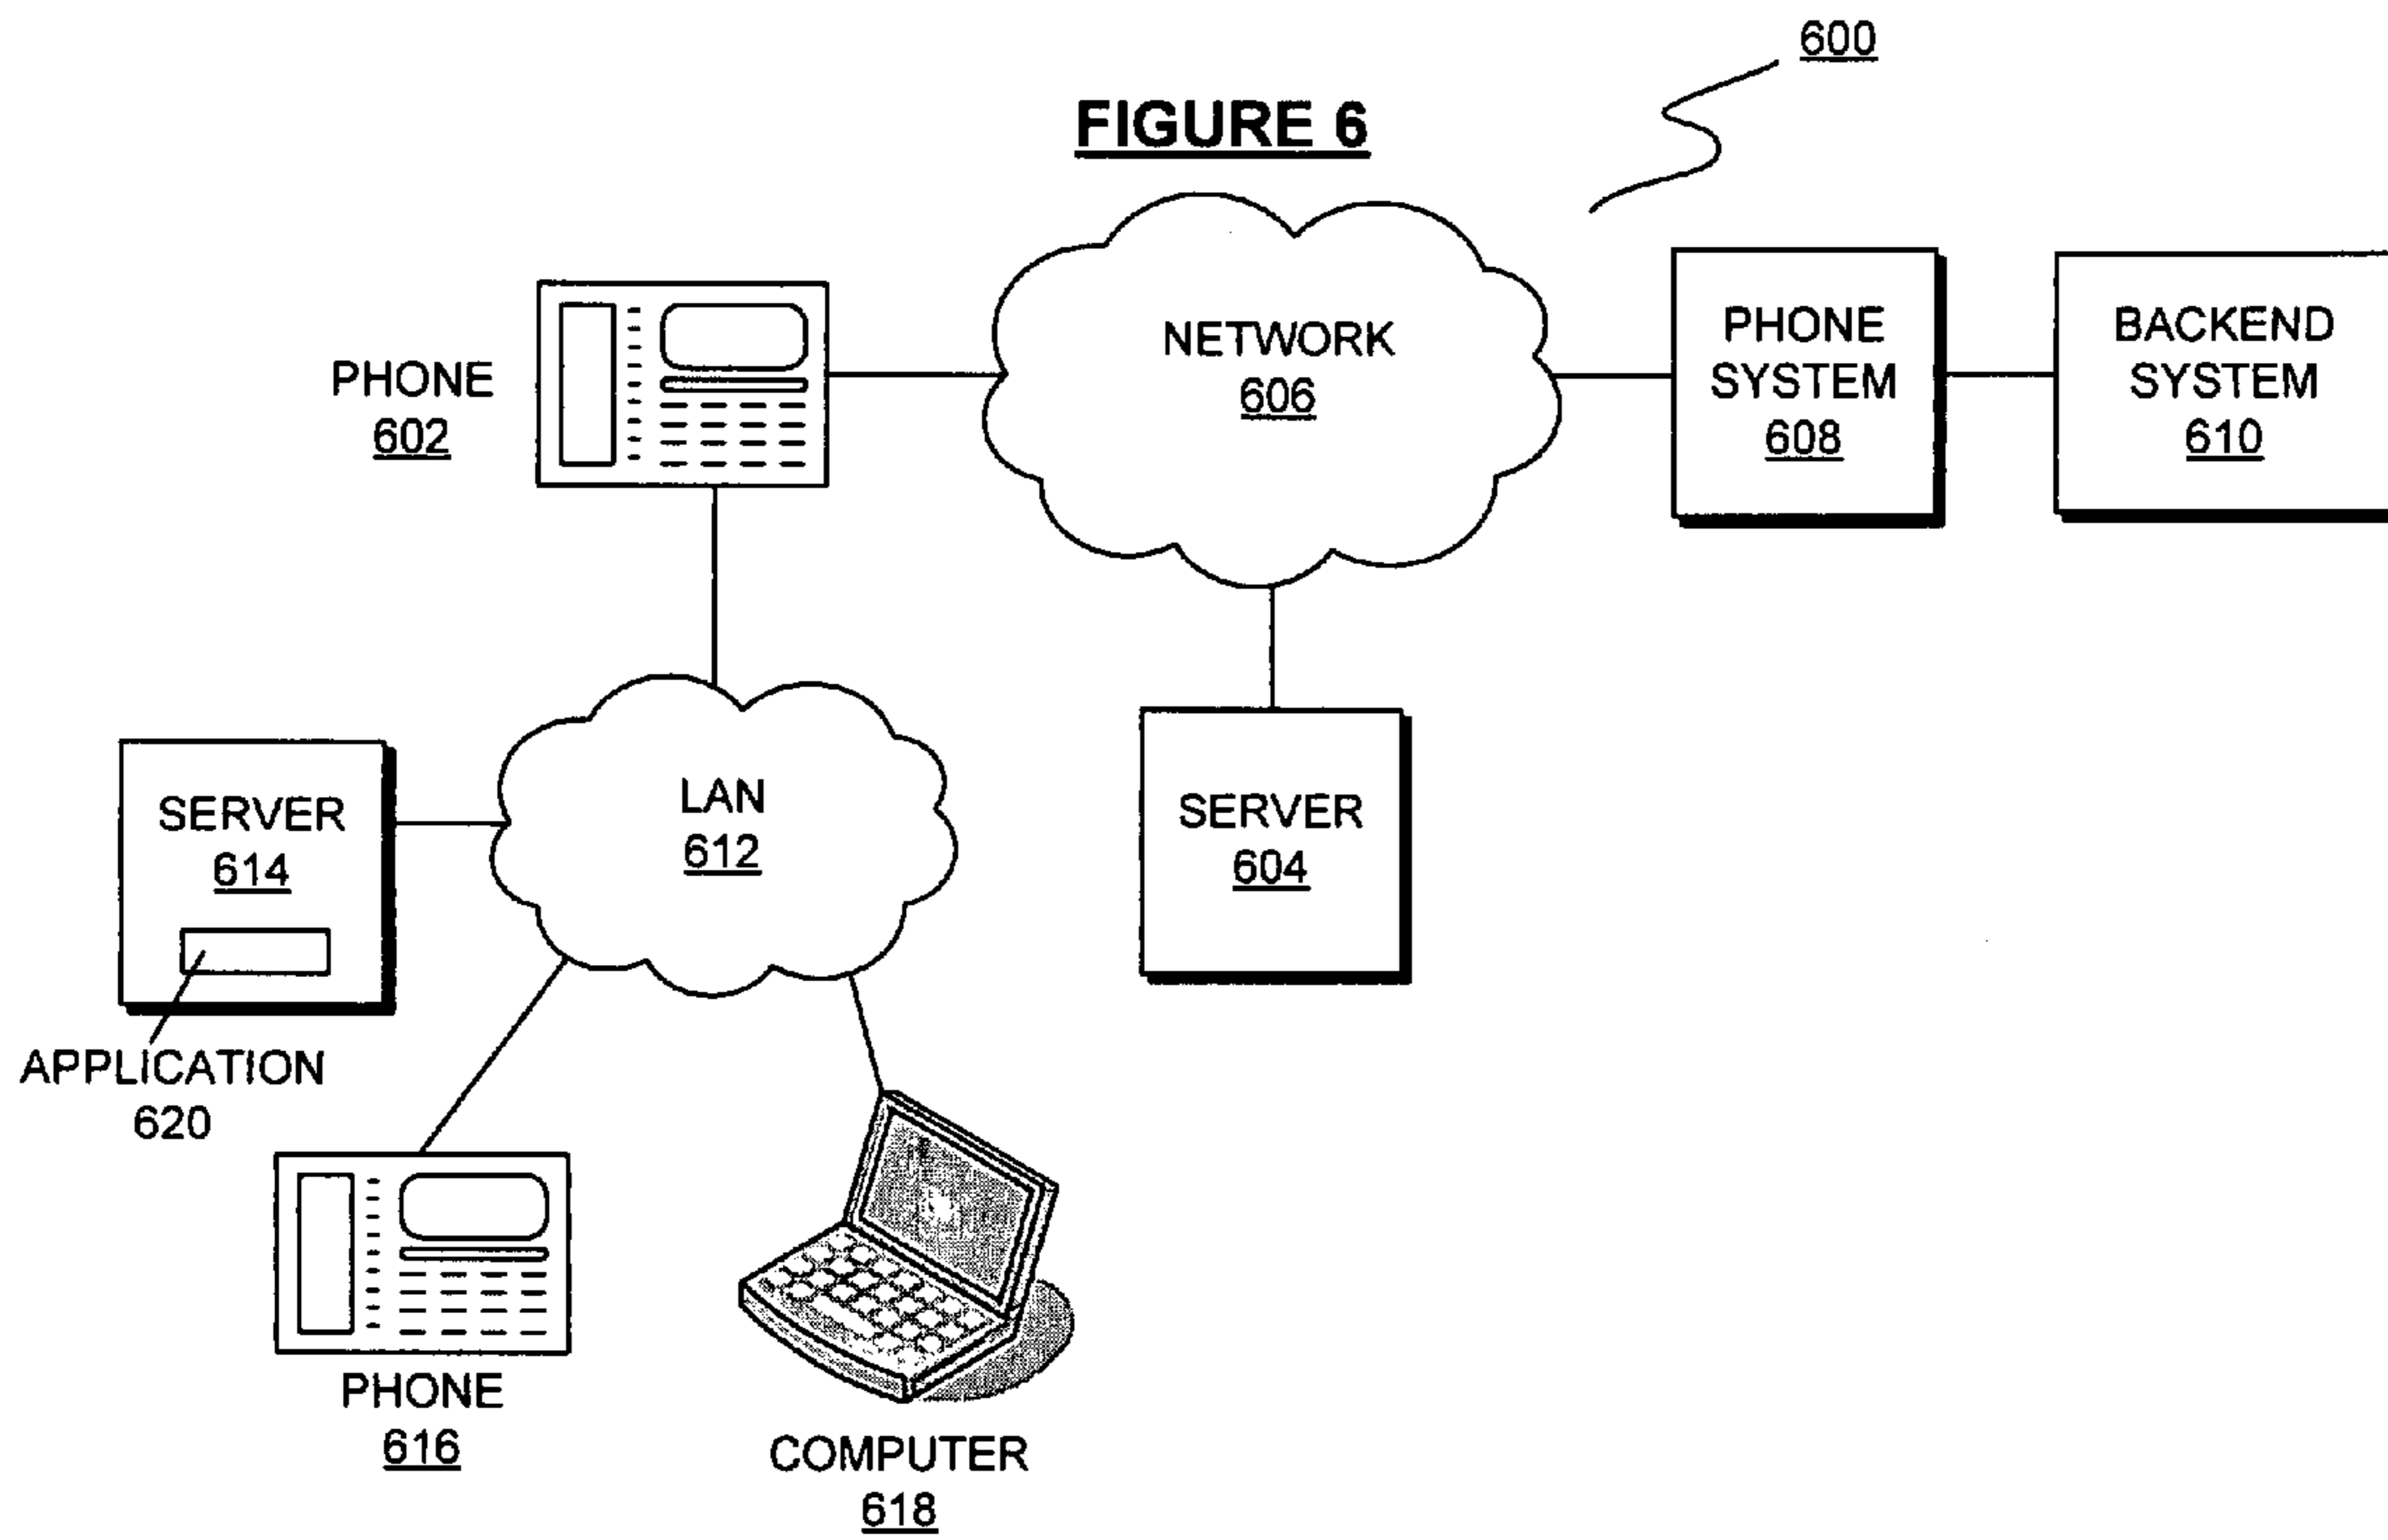 600
FIGURE 6
NETWORK
606
PHONE
SYSTEM
608
BACKEND
SYSTEM
610
PHONE
602
LAN
612
SERVER
614
SERVER
604
APPLICATION
620
PHONE
616
COMPUTER
618